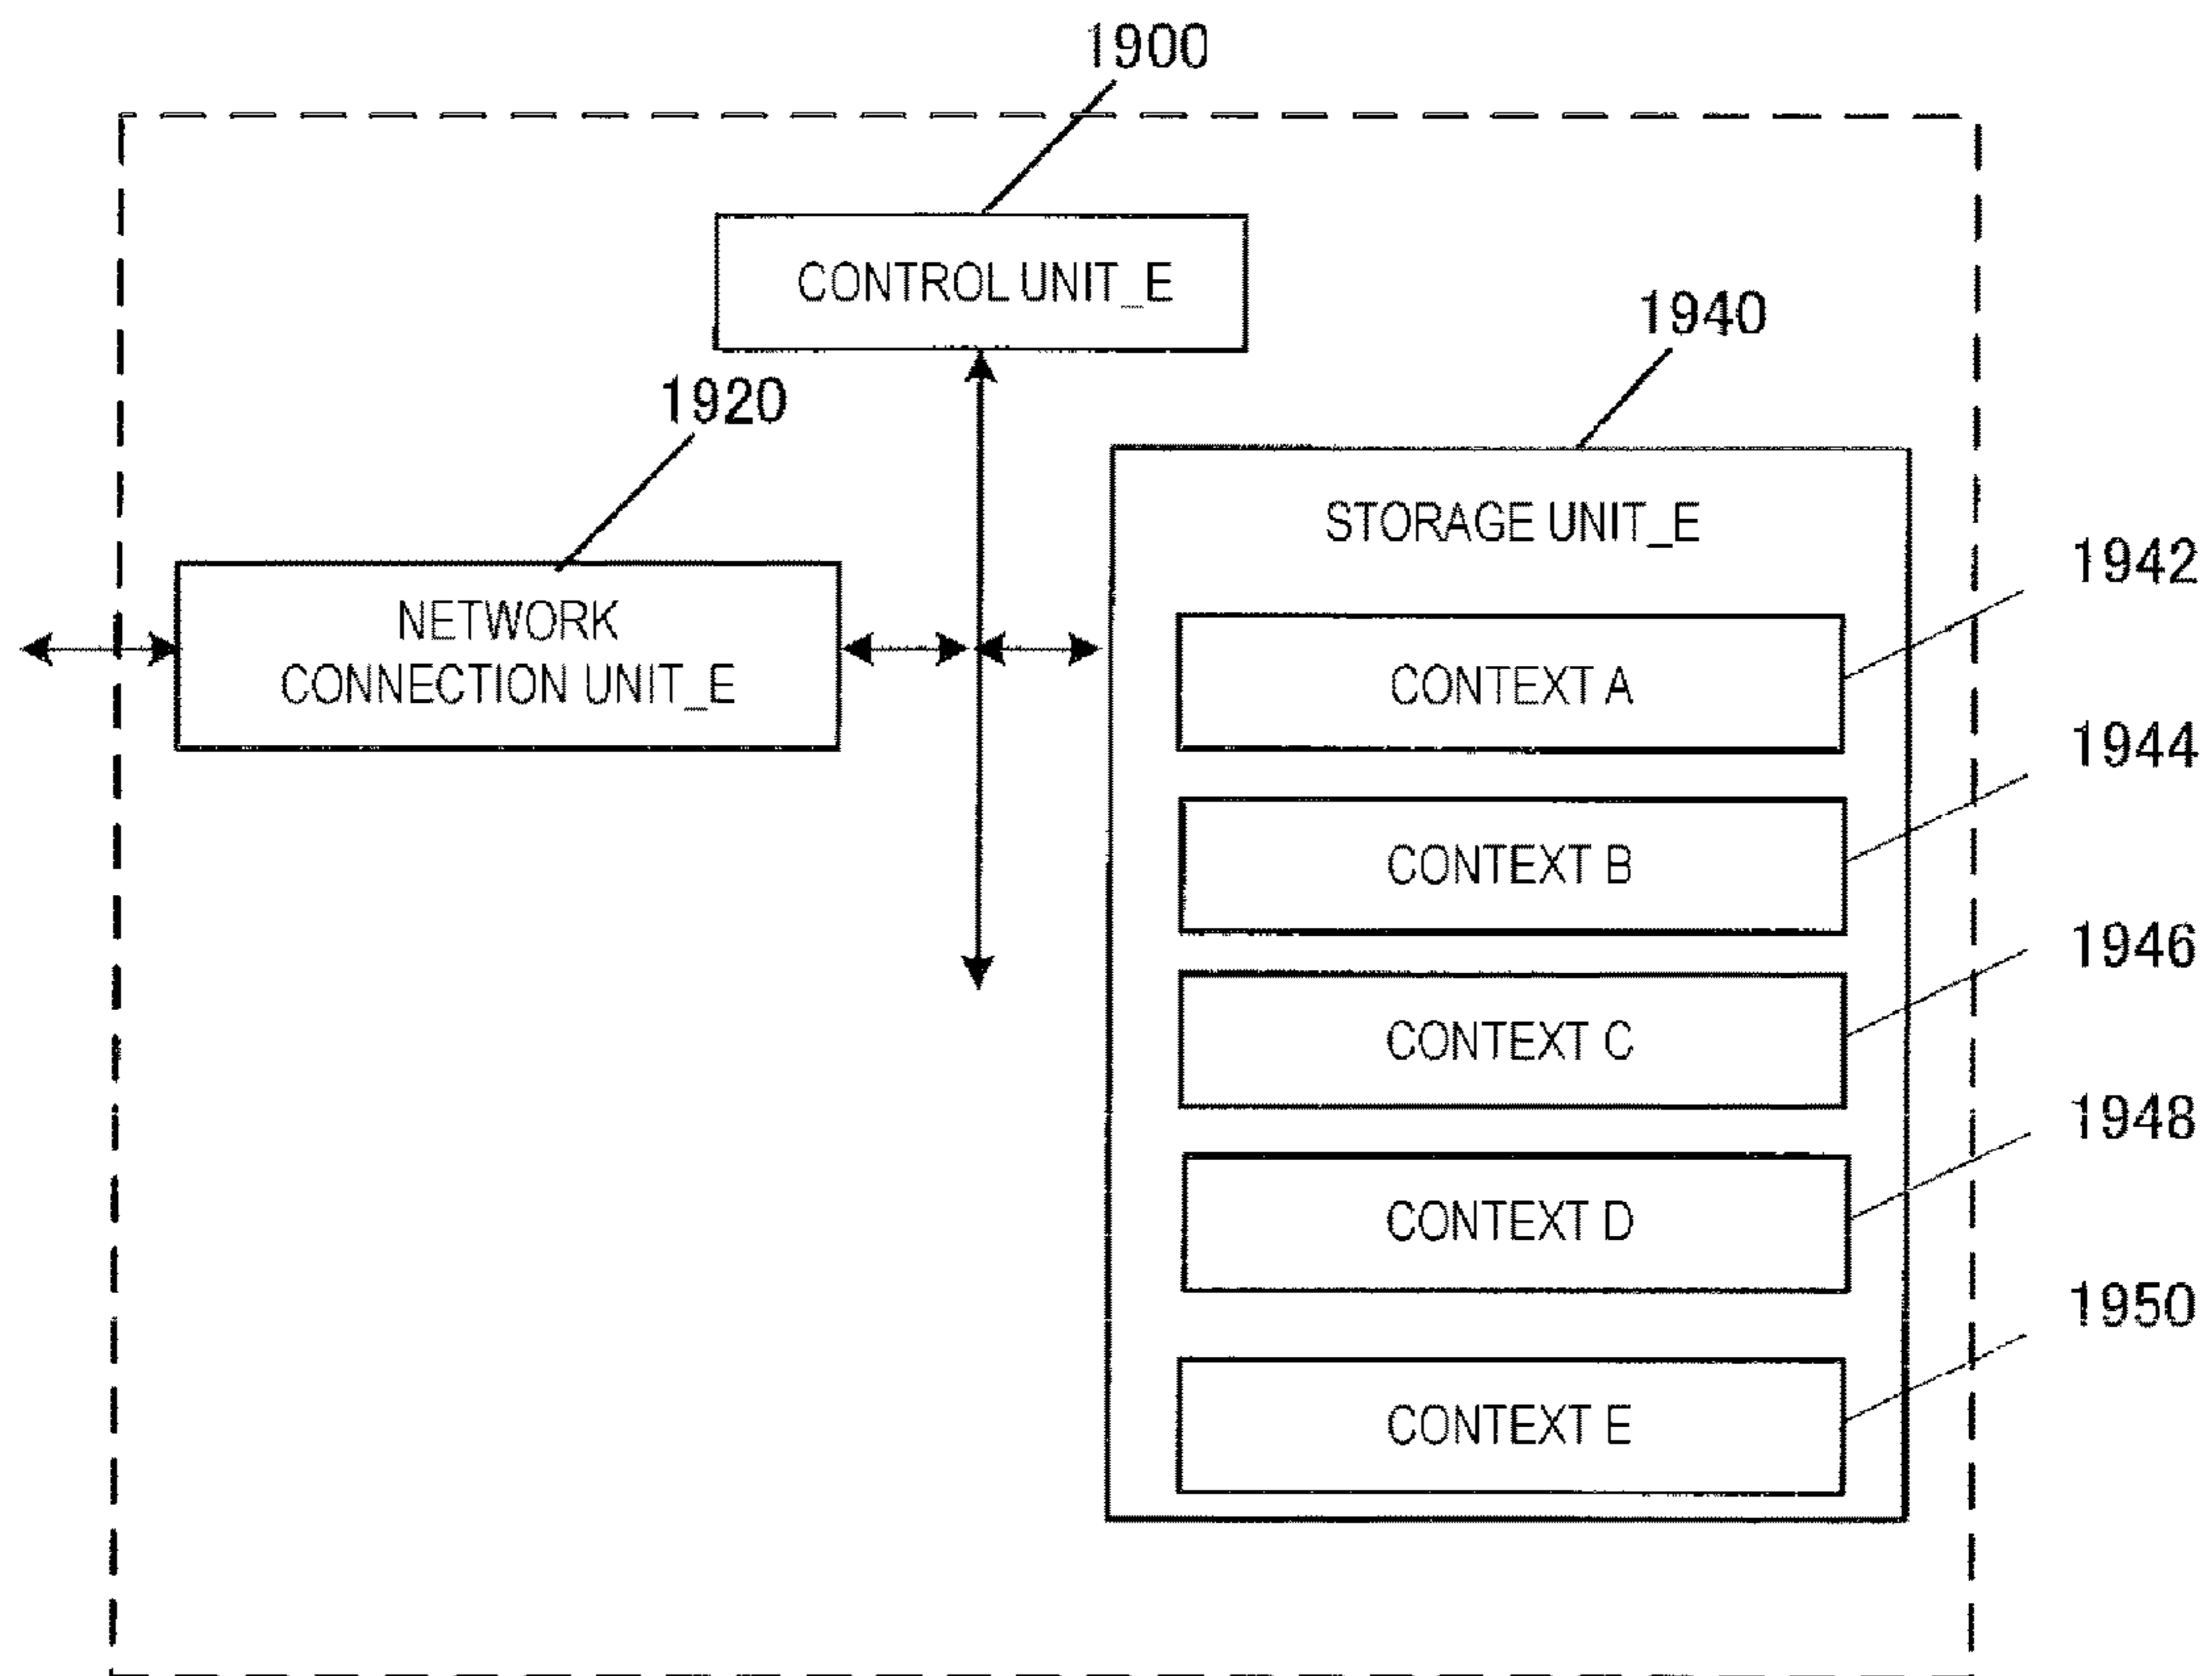 1900
CONTROL UNIT_E
1940
1920
STORAGE UNIT_E
1942
NETWORK
CONNECTION UNIT_E
CONTEXT A
1944
CONTEXT B
1946
CONTEXT C
1948
CONTEXT D
1950
CONTEXT E